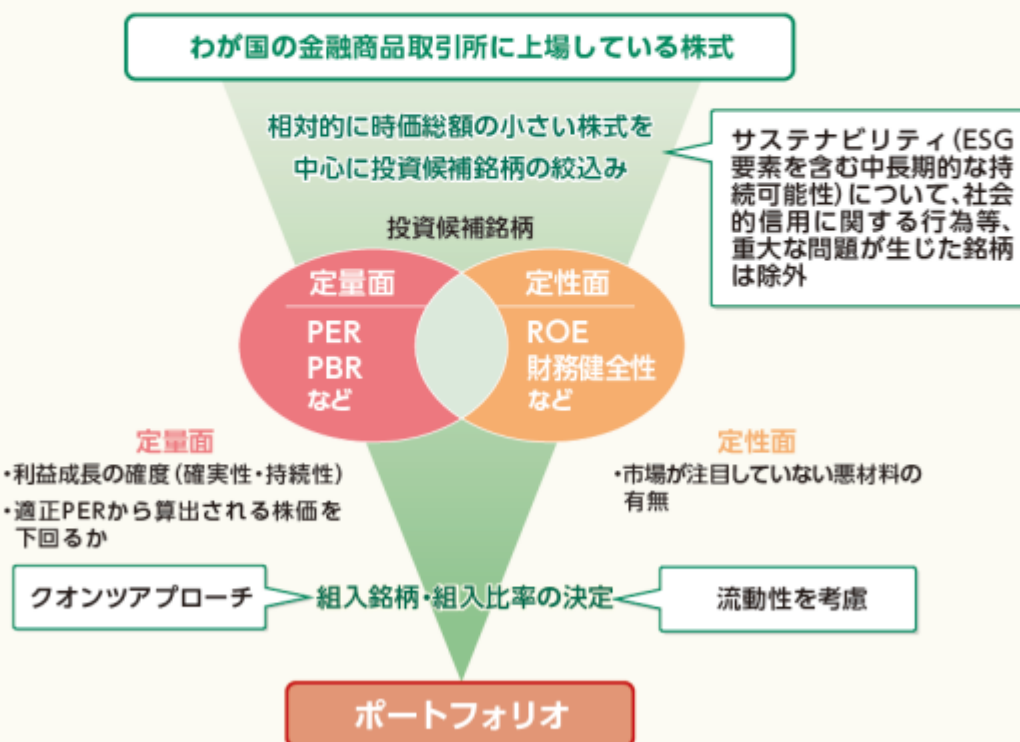 わが国の金融商品取引所に上場している株式
相対的に時価総額の小さい株式を
中心に投資候補銘柄の絞込み
サステナビリティ(ESG
要素を含む中長期的な持
続可能性)について、社会
的信用に関する行為等、
重大な問題が生じた銘柄
は除外
投資候補銘柄
定量面
PER
PBR
など
定性面
ROE
財務健全性
など
定量面
・利益成長の確度(確実性・持続性)
・適正PERから算出される株価を
下回るか
定性面
・市場が注目していない悪材料の
有無
クオンツアプローチ
組入銘柄・組入比率の決定
流動性を考慮
ポートフォリオ